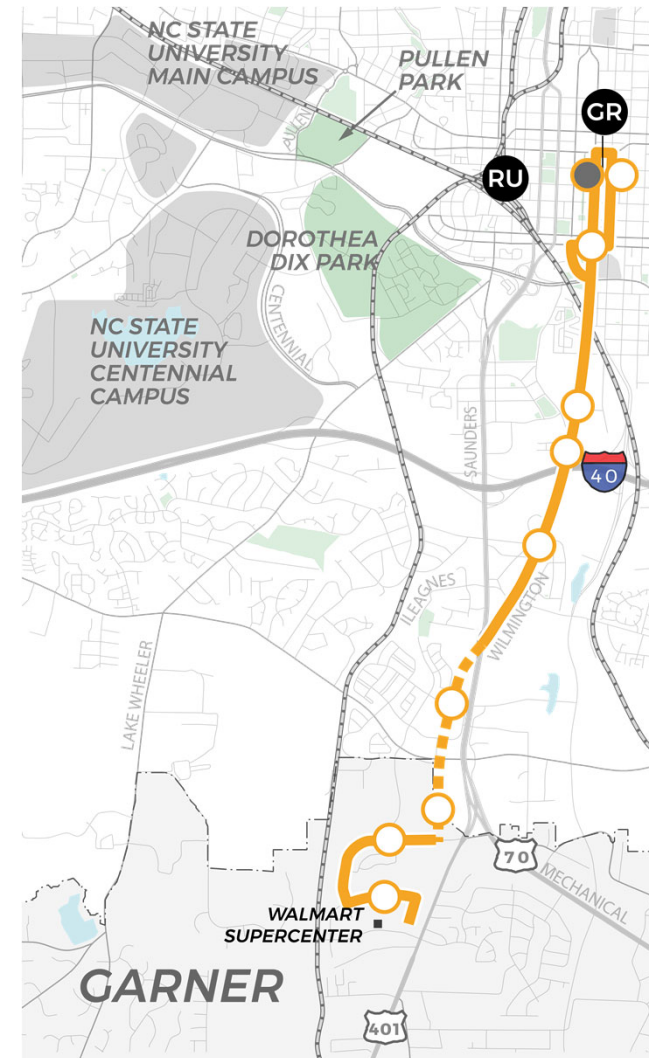 NC STATE
UNIVERSITY
MAIN CAMPUS
PULLEN
PARK
GR
RU
DOROTHEA
DIX PARK
CENTENNIAL
NC STATE
UNIVERSITY
CENTENNIAL
CAMPUS
SAUNDERS
40
ILEAGNES
WILMINGTON
LAKE WHEELER
70
MECHANICAL
WALMART
SUPERCENTER
GARNER
401